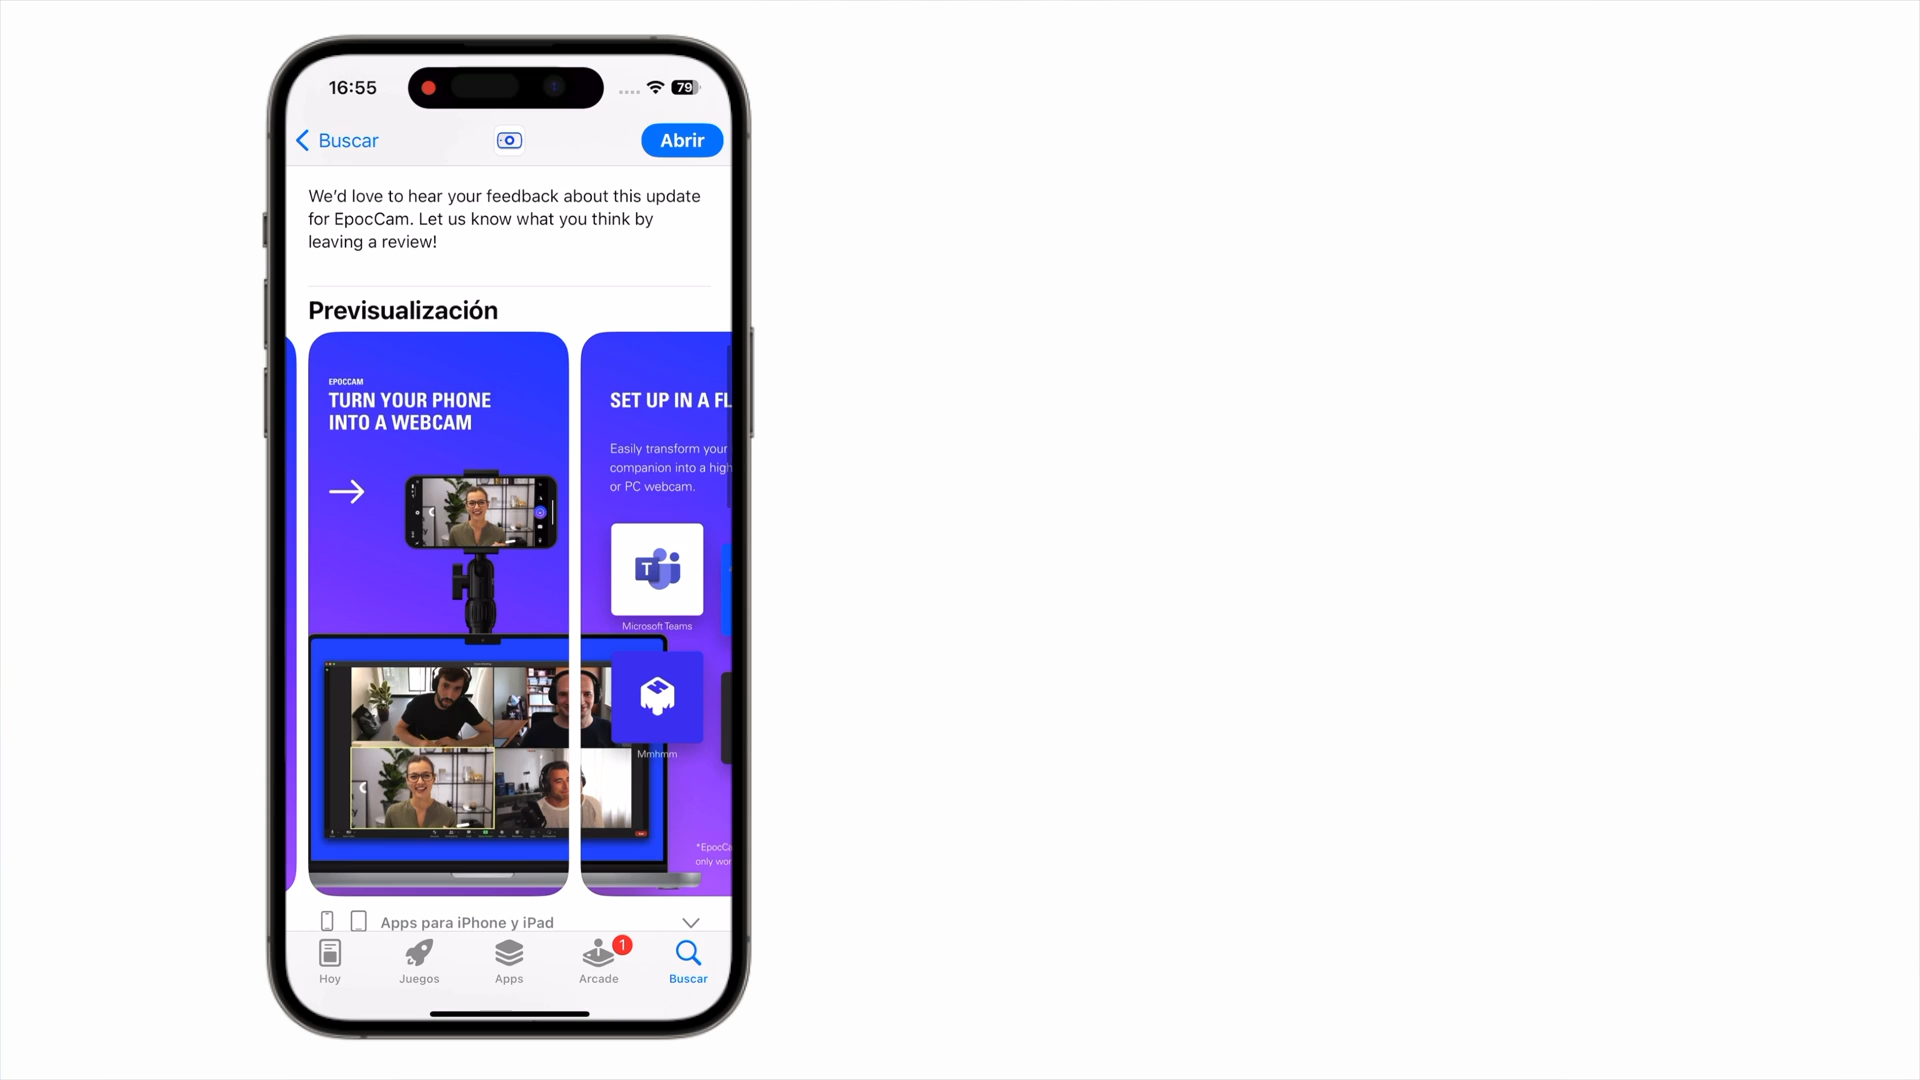 16:55
79
Buscar
Abrir
We'd love to hear your feedback about this update
for EpocCam. Let us know what you think by
leaving a review!
Previsualización
EPOCCAM
TURN YOUR PHONE
INTO A WEBCAM
SET UP IN A FL
Easily transform your
companion into a high
or PC webcam.
T
Microsoft Teams
Mmhmm
*EpocCa
only wor
Apps para iPhone y iPad
1
Hoy
Juegos
Apps
Arcade
Buscar